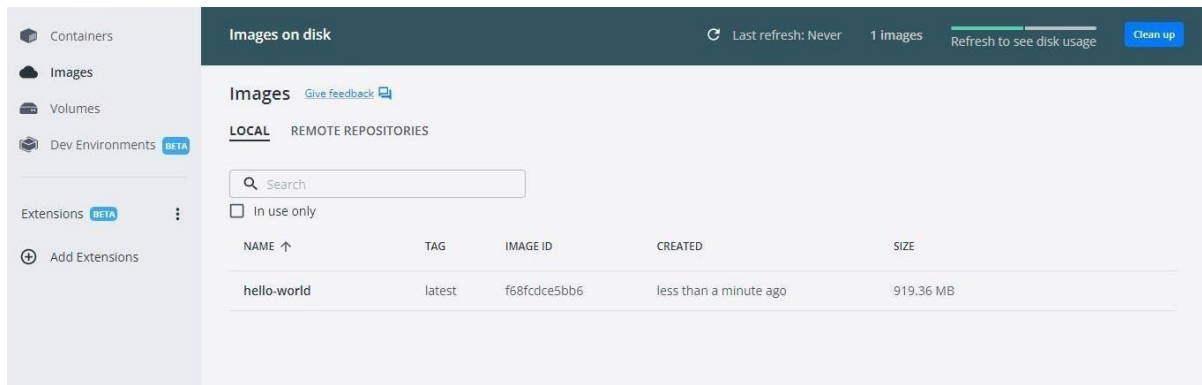 Containers
Images
Volumes
Dev Environments BETA
Extensions BETA
Add Extensions
Images on disk
Last refresh: Never
1 images
Refresh to see disk usage
Clean up
Images Give feedback
LOCAL REMOTE REPOSITORIES
Search
In use only
NAME TAG IMAGE ID CREATED SIZE
hello-world latest f68fcdce5bb6 less than a minute ago 919.36 MB